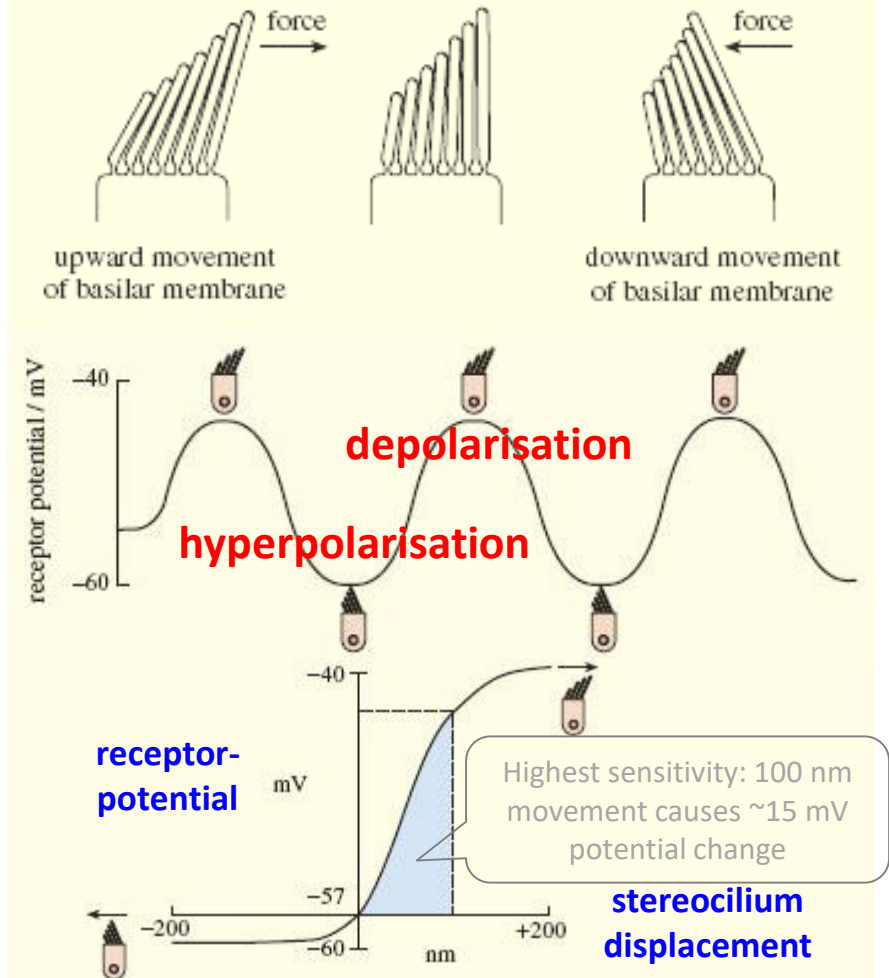 force
force
upward movement
of basilar membrane
downward movement
of basilar membrane
receptor potential / mV
−40
depolarisation
hyperpolarisation
−60
−40
receptor-
potential
mV
Highest sensitivity: 100 nm
movement causes ~15 mV
potential change
−57
−200
−60
nm
+200
stereocilium
displacement